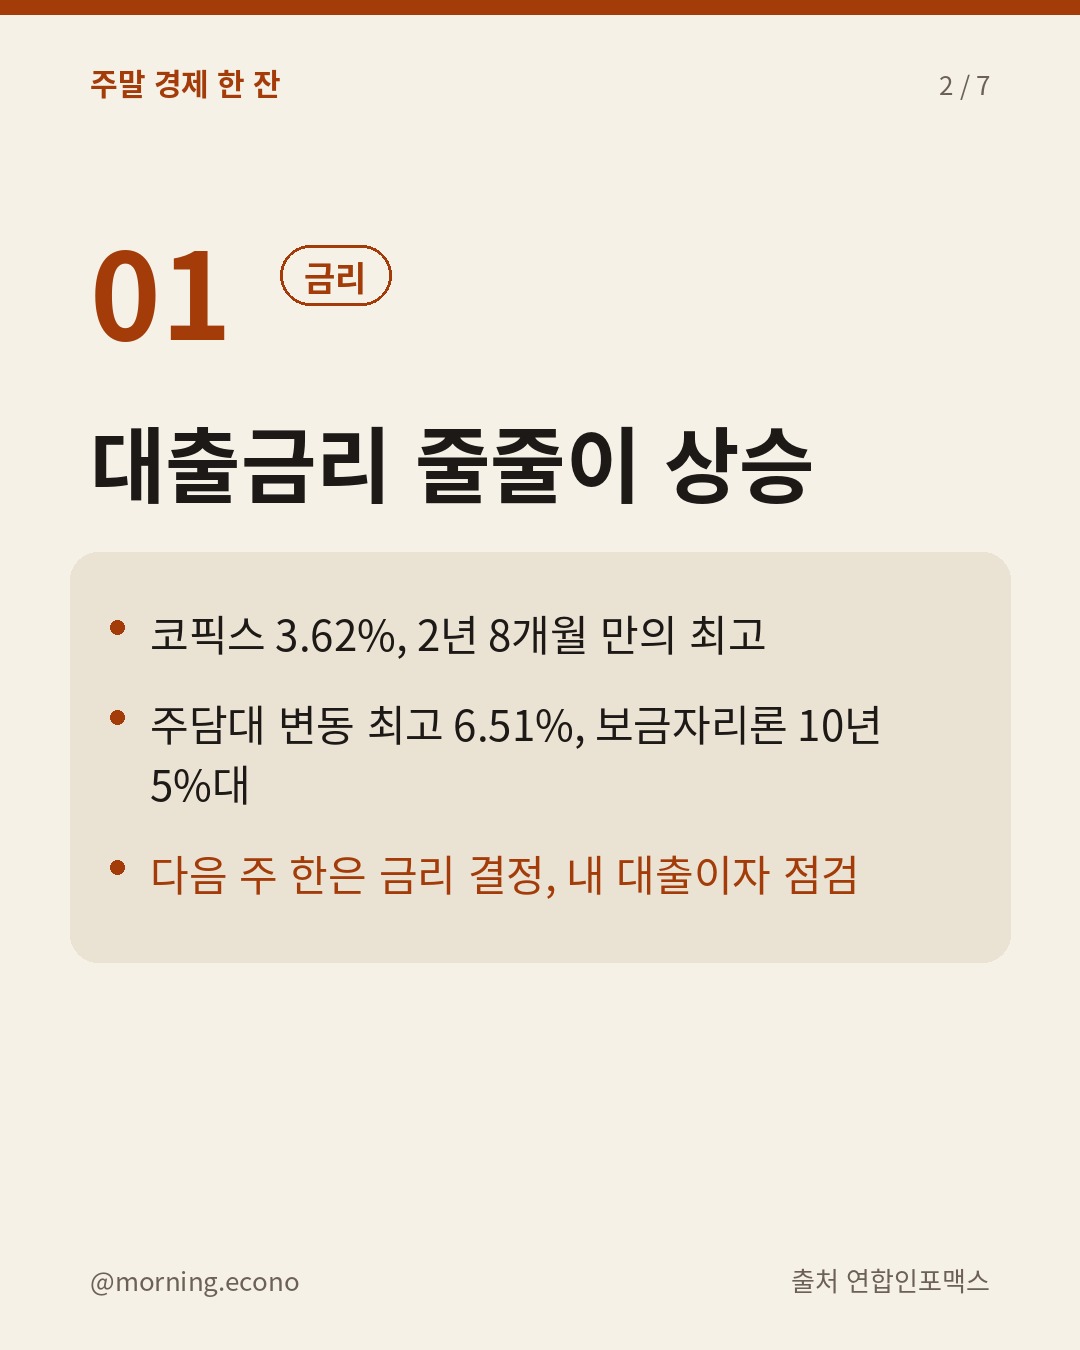 주말 경제 한 잔
2 / 7
01
금리
대출금리 줄줄이 상승
• 코픽스 3.62%, 2년 8개월 만의 최고
• 주담대 변동 최고 6.51%, 보금자리론 10년
5%대
• 다음 주 한은 금리 결정, 내 대출이자 점검
@morning.econo
출처 연합인포맥스